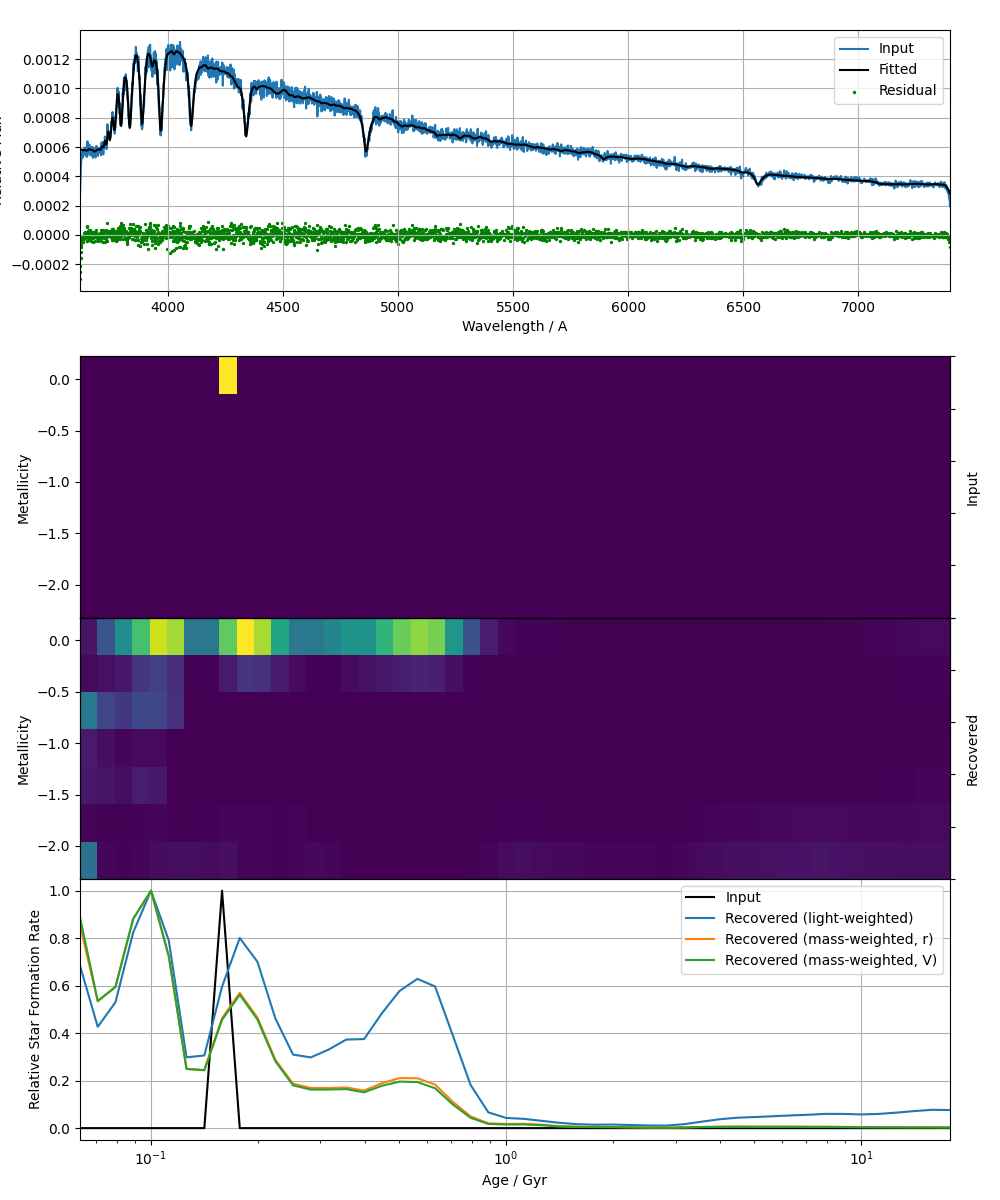 0.0012
0.0010
0.0008
0.0006
0.0004
0.0002
0.0000
−0.0002
Input
Fitted
Residual
4000 4500 5000 5500 6000 6500 7000
Wavelength / A
0.0
−0.5
−1.0
−1.5
−2.0
Metallicity
Input
0.0
−0.5
−1.0
−1.5
−2.0
Metallicity
Recovered
1.0
0.8
0.6
0.4
0.2
0.0
Relative Star Formation Rate
Input
Recovered (light-weighted)
Recovered (mass-weighted, r)
Recovered (mass-weighted, V)
10⁻¹ 10⁰ 10¹
Age / Gyr